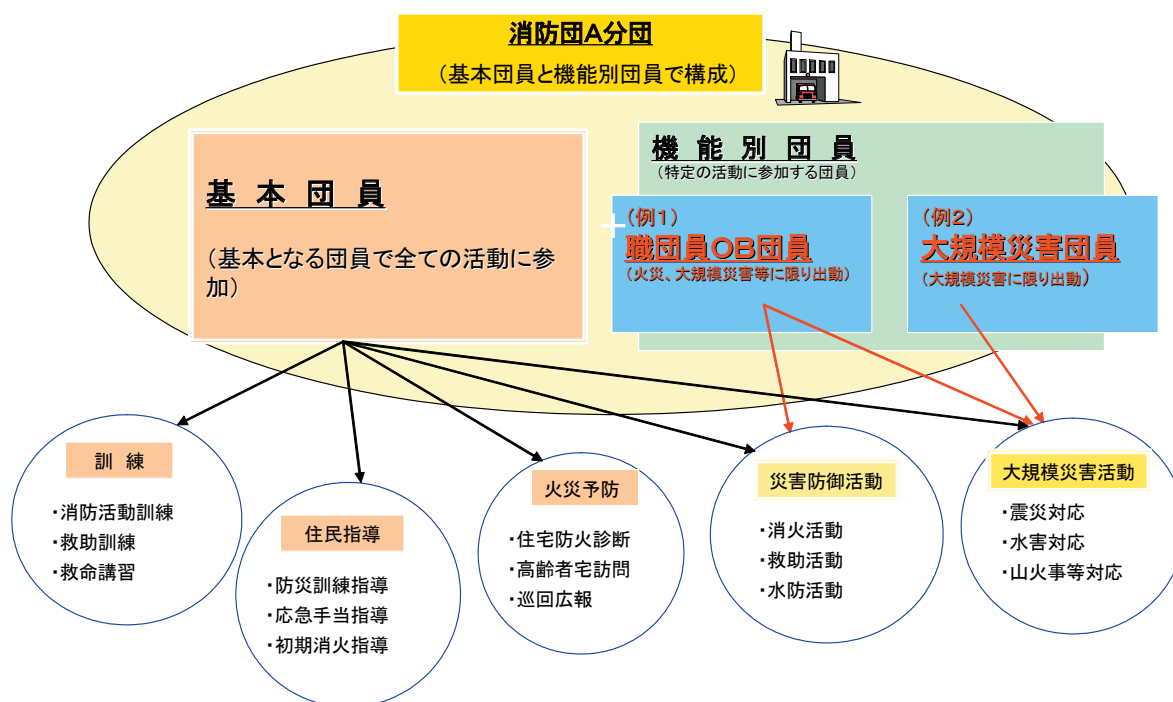 消防団A分団
(基本団員と機能別団員で構成)
基 本 団 員
(基本となる団員で全ての活動に参
加)
+
機 能 別 団 員
(特定の活動に参加する団員)
(例1)
職団員OB団員
(火災、大規模災害等に限り出動)
(例2)
大規模災害団員
(大規模災害に限り出動)
訓 練
・消防活動訓練
・救助訓練
・救命講習
住民指導
・防災訓練指導
・応急手当指導
・初期消火指導
火災予防
・住宅防火診断
・高齢者宅訪問
・巡回広報
災害防御活動
・消火活動
・救助活動
・水防活動
大規模災害活動
・震災対応
・水害対応
・山火事等対応